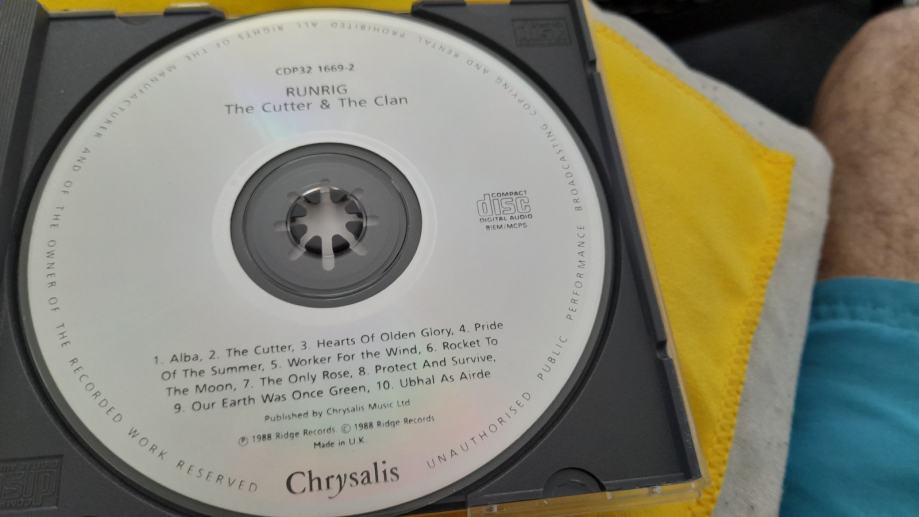 CDP32 1669-2
RUNRIG
The Cutter & The Clan
COMPACT
disc
DIGITAL AUDIO
BIEM/MCPS
1. Alba, 2. The Cutter, 3. Hearts Of Olden Glory, 4. Pride
Of The Summer, 5. Worker For the Wind, 6. Rocket To
The Moon, 7. The Only Rose, 8. Protect And Survive,
9. Our Earth Was Once Green, 10. Ubhal As Airde
Published by Chrysalis Music Ltd
℗ 1988 Ridge Records © 1988 Ridge Records
Made in U.K.
Chrysalis
ALL RIGHTS OF THE MANUFACTURER AND OF THE OWNER OF THE RECORDED WORK RESERVED
UNAUTHORISED PUBLIC PERFORMANCE BROADCASTING COPYING AND RENTAL PROHIBITED